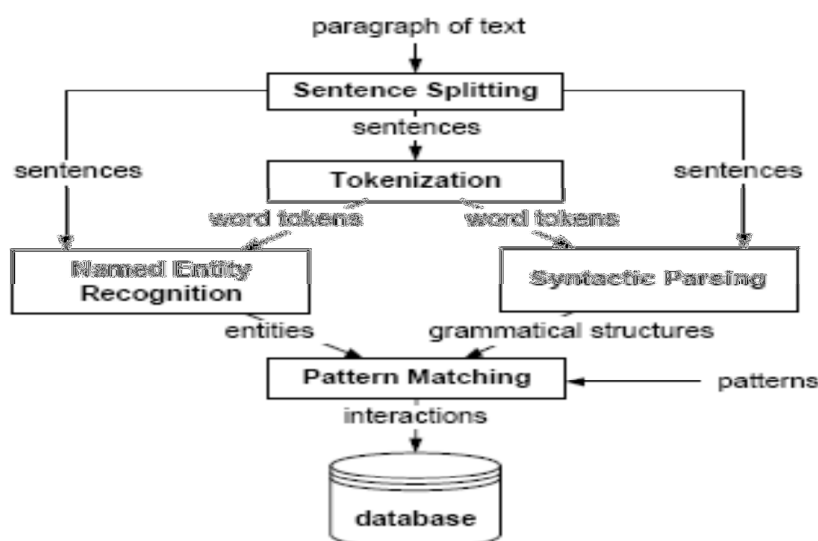 paragraph of text
Sentence Splitting
sentences
sentences
sentences
Tokenization
word tokens
word tokens
Named Entity
Recognition
Syntactic Parsing
entities
grammatical structures
Pattern Matching
patterns
interactions
database